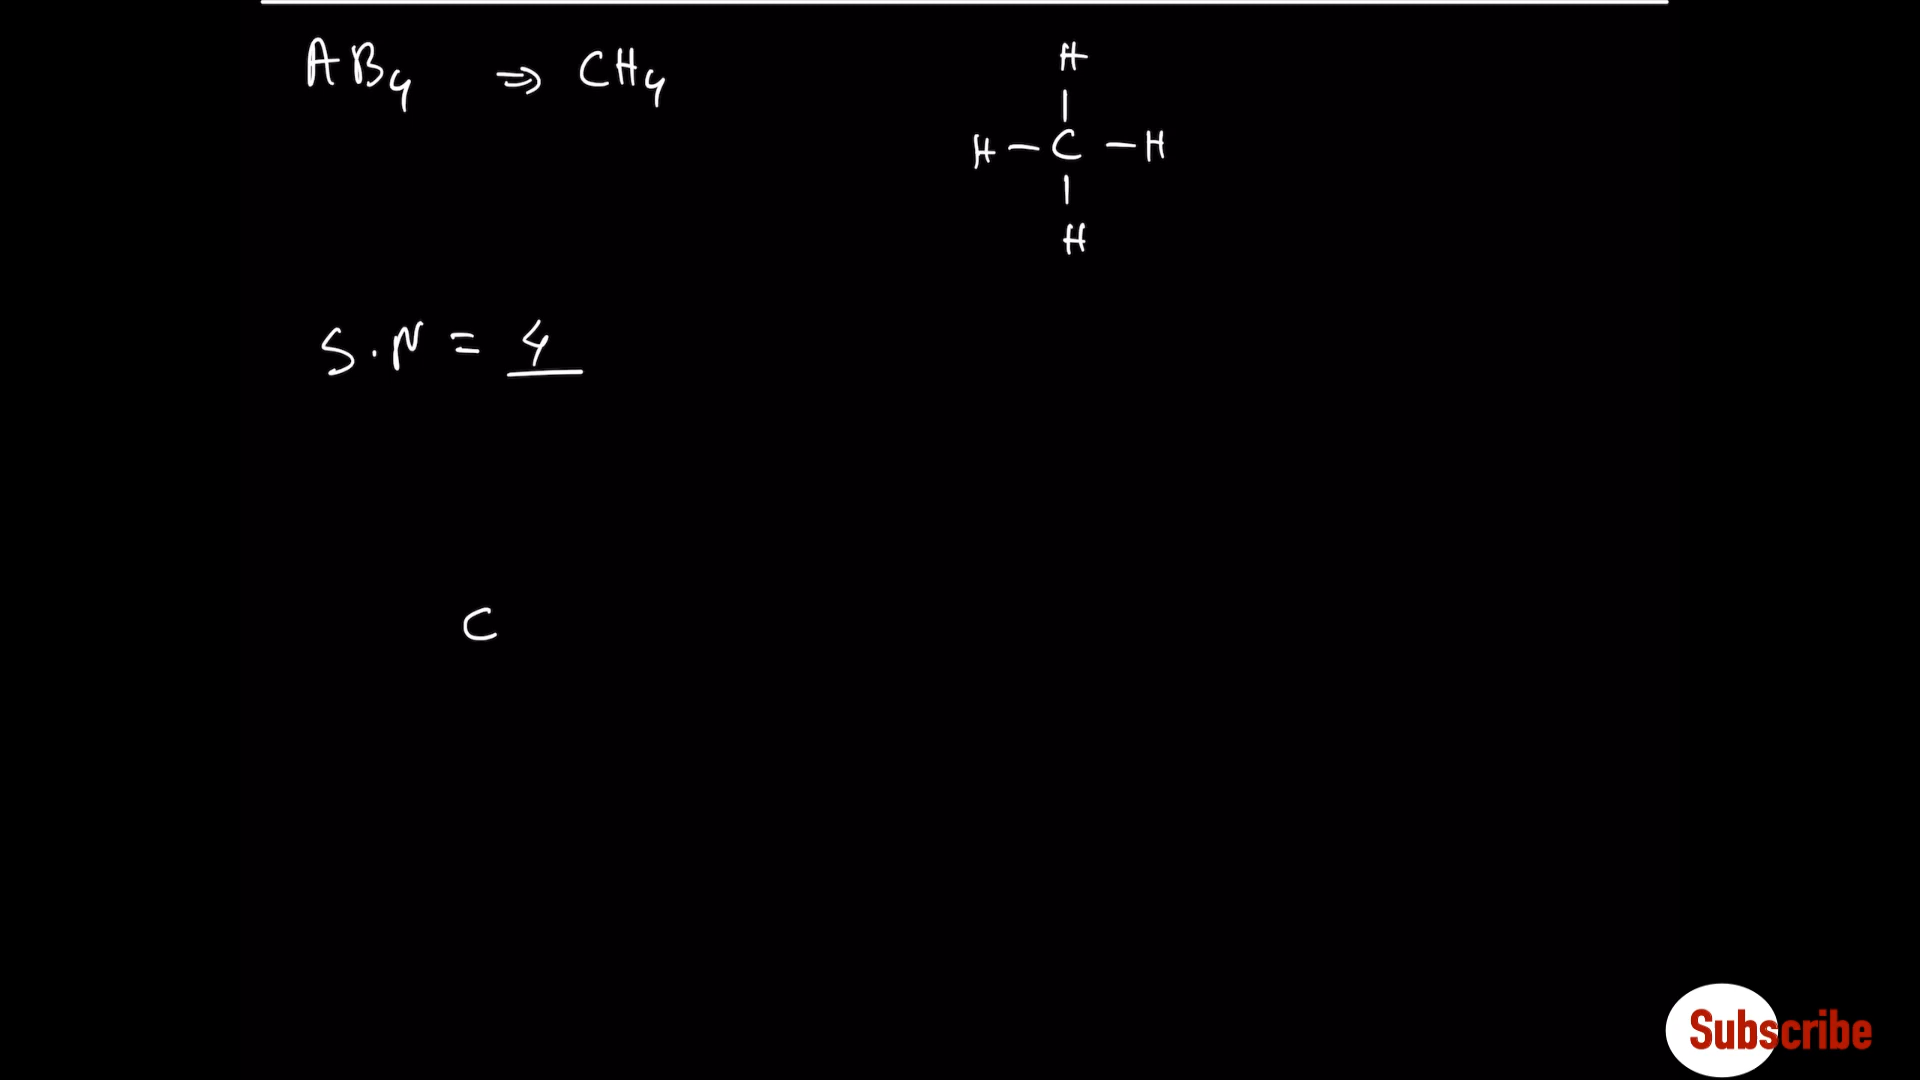 AB4 ⇒ CH4
H
H - C - H
H
S.N = 4
C
Subscribe